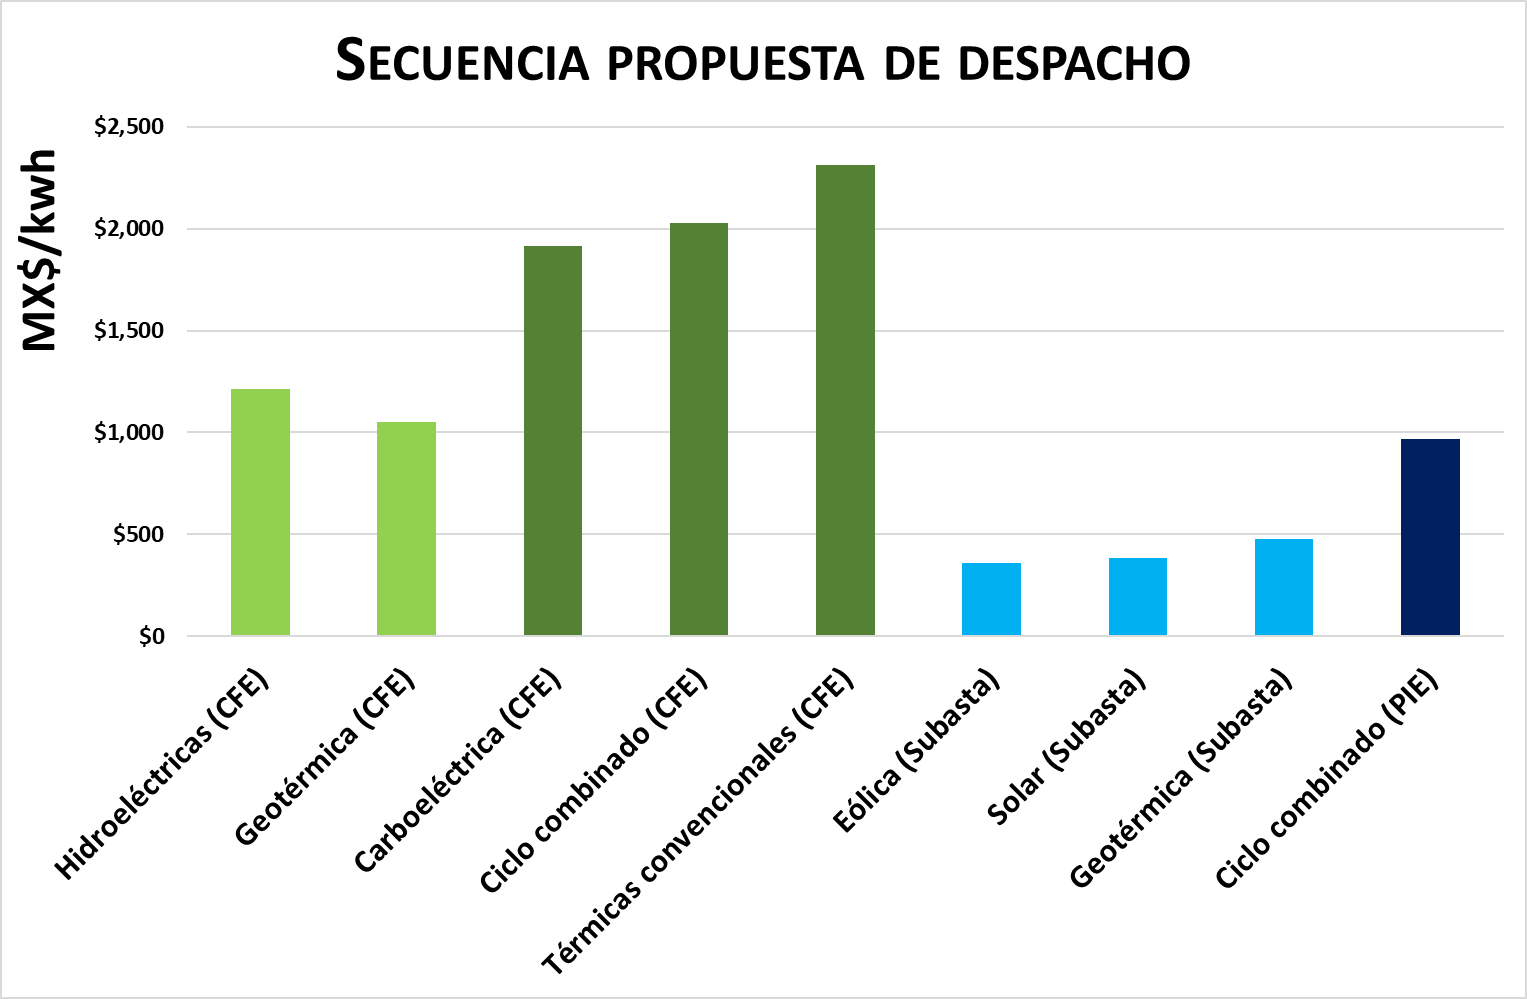 SECUENCIA PROPUESTA DE DESPACHO
MX$/kwh
$2,500
$2,000
$1,500
$1,000
$500
$0
Hidroeléctricas (CFE)
Geotérmica (CFE)
Carboeléctrica (CFE)
Ciclo combinado (CFE)
Térmicas convencionales (CFE)
Eólica (Subasta)
Solar (Subasta)
Geotérmica (Subasta)
Ciclo combinado (PIE)